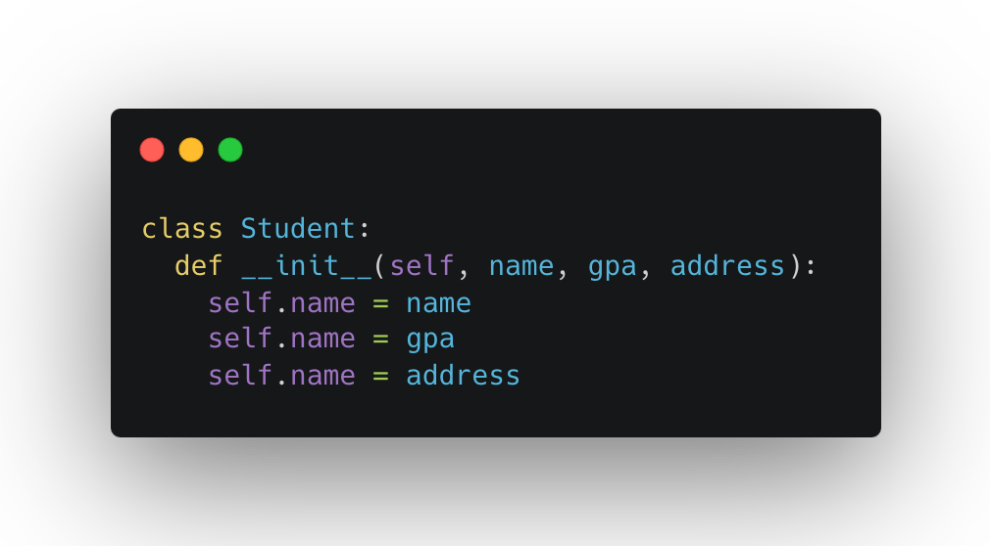 class Student:
  def __init__(self, name, gpa, address):
    self.name = name
    self.name = gpa
    self.name = address